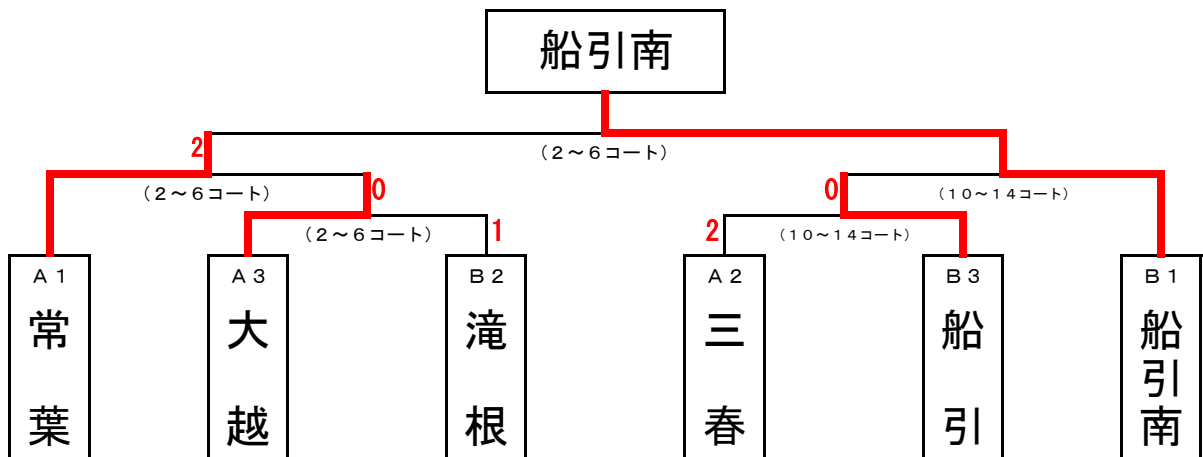 船引南
2
(2~6コート)
(2~6コート)
0
0
(10~14コート)
(2~6コート)
1
2
(10~14コート)
A1
A3
B2
A2
B3
B1
常葉
大越
滝根
三春
船引
船引南